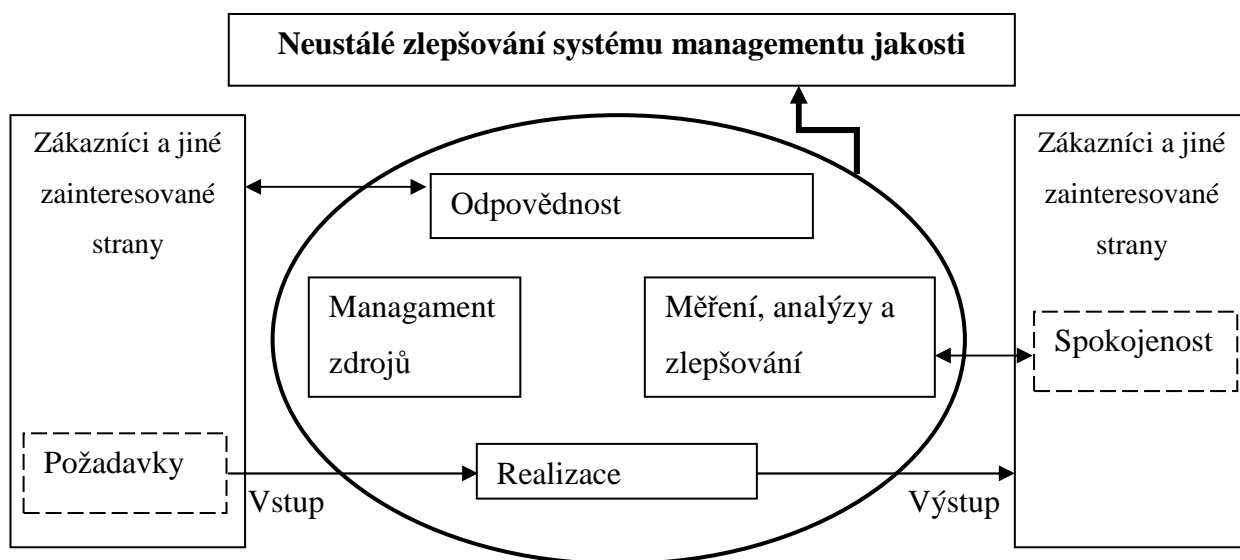 Neustálé zlepšování systému managementu jakosti
Zákazníci a jiné
zainteresované
strany
Požadavky
Vstup
Odpovědnost
Managament
zdrojů
Měření, analýzy a
zlepšování
Realizace
Výstup
Zákazníci a jiné
zainteresované
strany
Spokojenost